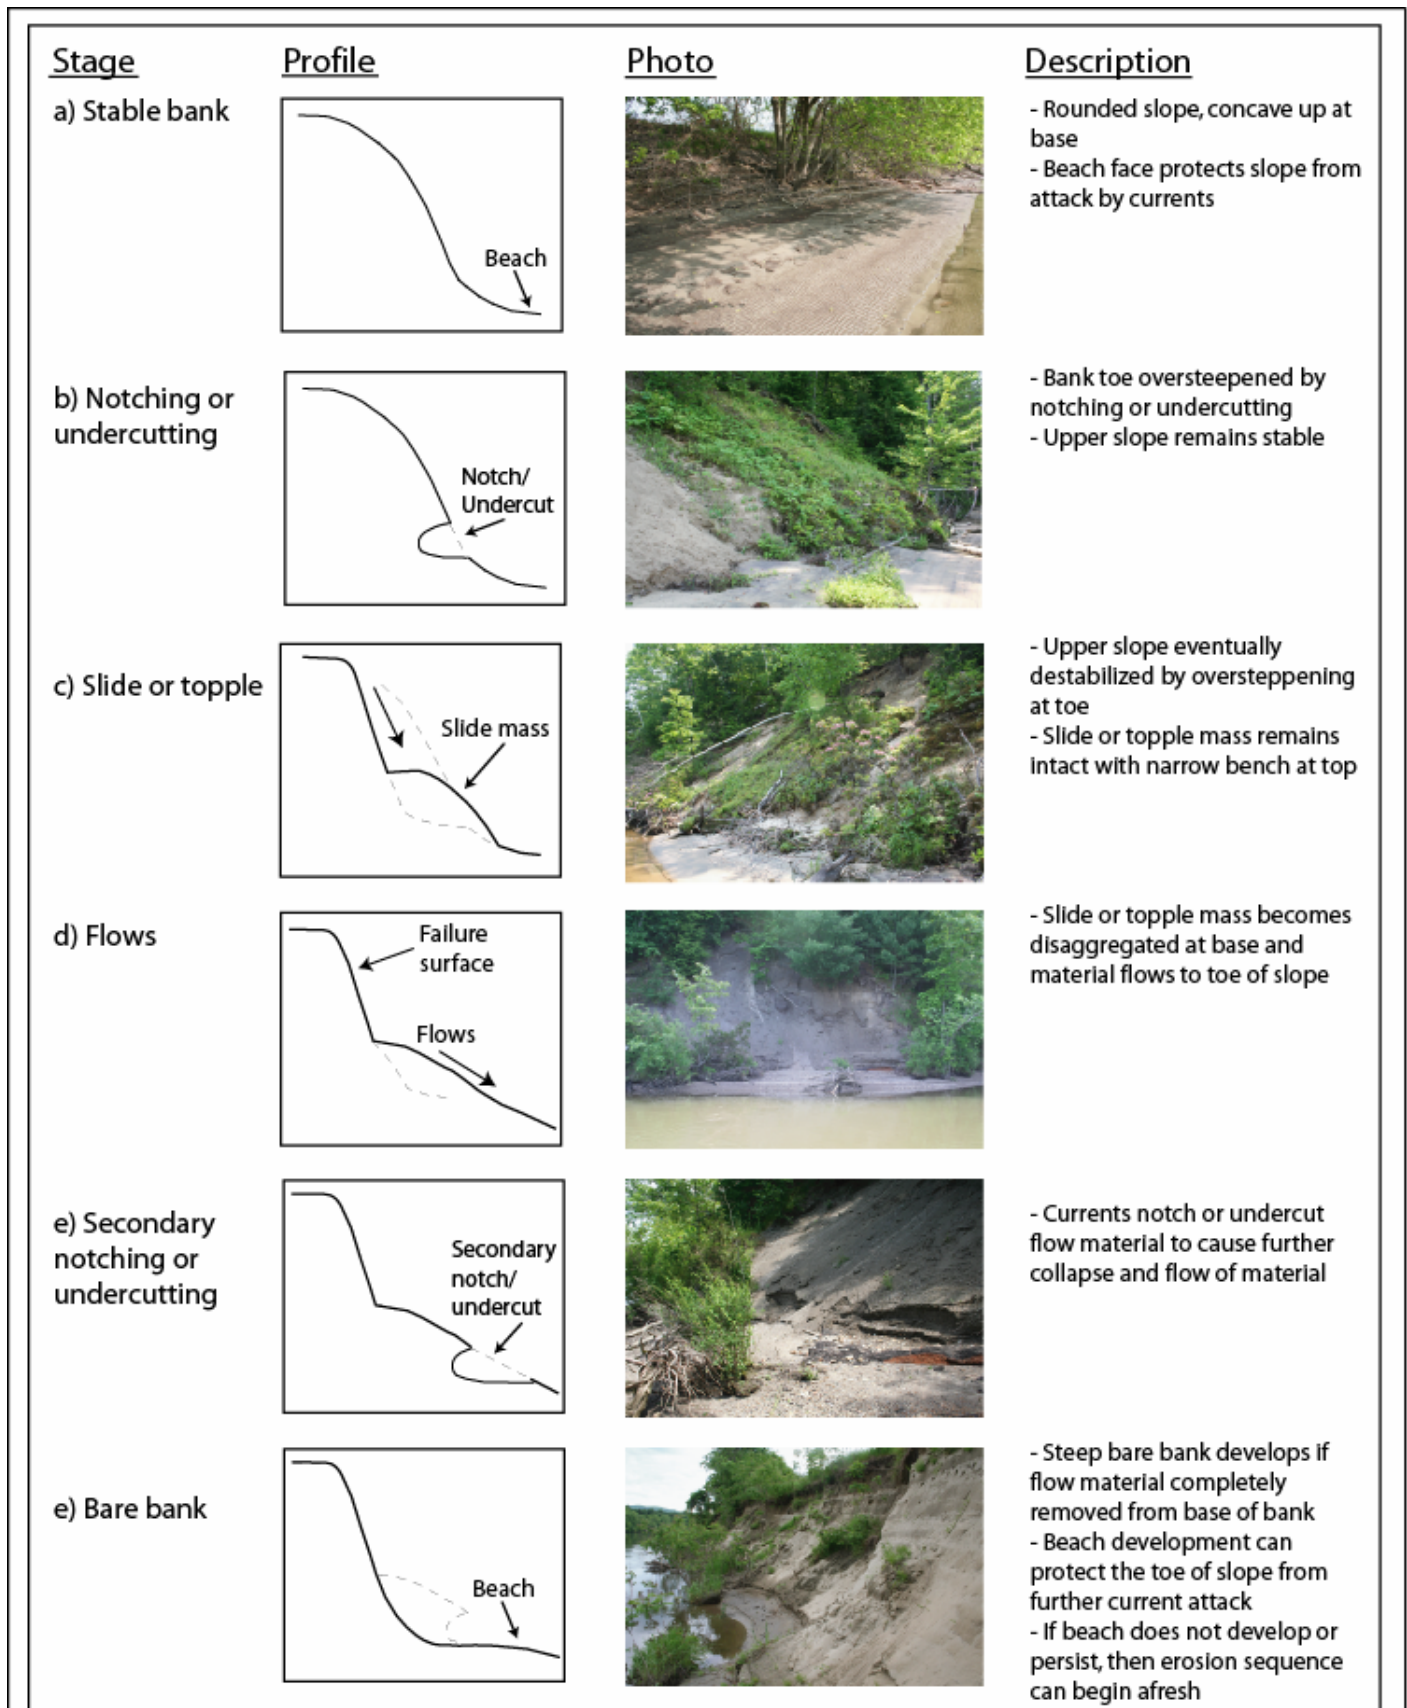 Stage Profile Photo Description
a) Stable bank
Beach
- Rounded slope, concave up at
base
- Beach face protects slope from
attack by currents
b) Notching or
undercutting
Notch/
Undercut
- Bank toe oversteepened by
notching or undercutting
- Upper slope remains stable
c) Slide or topple
Slide mass
- Upper slope eventually
destabilized by oversteppening
at toe
- Slide or topple mass remains
intact with narrow bench at top
d) Flows
Failure
surface
Flows
- Slide or topple mass becomes
disaggregated at base and
material flows to toe of slope
e) Secondary
notching or
undercutting
Secondary
notch/
undercut
- Currents notch or undercut
flow material to cause further
collapse and flow of material
e) Bare bank
Beach
- Steep bare bank develops if
flow material completely
removed from base of bank
- Beach development can
protect the toe of slope from
further current attack
- If beach does not develop or
persist, then erosion sequence
can begin afresh